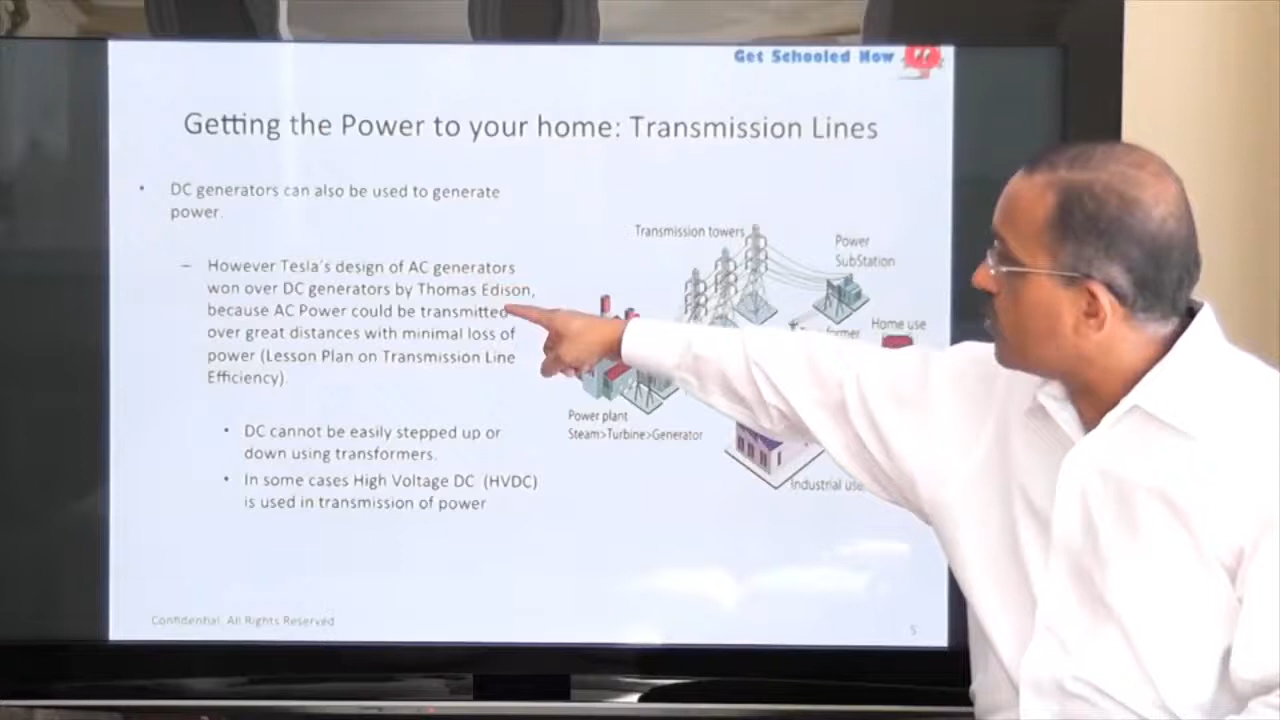 Get Schooled Now
Getting the Power to your home: Transmission Lines
• DC generators can also be used to generate
power.
– However Tesla's design of AC generators
won over DC generators by Thomas Edison,
because AC Power could be transmitted
over great distances with minimal loss of
power (Lesson Plan on Transmission Line
Efficiency).
• DC cannot be easily stepped up or
down using transformers.
• In some cases High Voltage DC (HVDC)
is used in transmission of power
Transmission towers
Power
SubStation
Home use
Power plant
Steam>Turbine>Generator
Industrial use
Confidential, All Rights Reserved
5